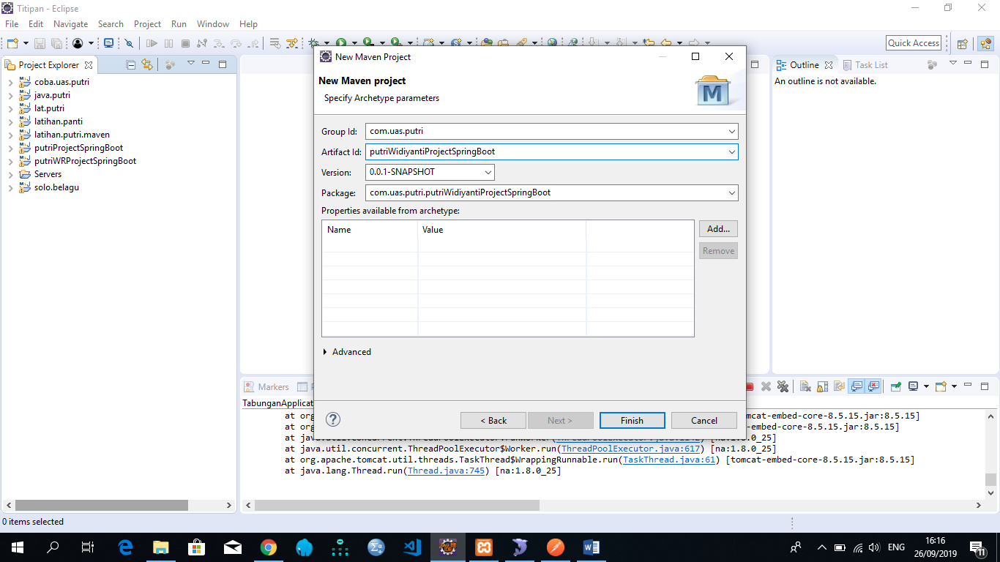 Titipan - Eclipse
File Edit Navigate Search Project Run Window Help
Quick Access
Project Explorer
coba.uas.putri
java.putri
lat.putri
latihan.panti
latihan.putri.maven
putriProjectSpringBoot
putriWRProjectSpringBoot
Servers
solo.belagu
New Maven Project
New Maven project
Specify Archetype parameters
M
Group Id: com.uas.putri
Artifact Id: putriWidiyantiProjectSpringBoot
Version: 0.0.1-SNAPSHOT
Package: com.uas.putri.putriWidiyantiProjectSpringBoot
Properties available from archetype:
Name Value
Add...
Remove
Advanced
< Back Next > Finish Cancel
Outline Task List
An outline is not available.
Markers
TabunganApplicat
at org tomcat-embed-core-8.5.15.jar:8.5.15]
at org -embed-core-8.5.15.jar:8.5.15]
at java.util.concurrent.ThreadPoolExecutor$Worker.run(ThreadPoolExecutor.java:617) [na:1.8.0_25]
at org.apache.tomcat.util.threads.TaskThread$WrappingRunnable.run(TaskThread.java:61) [tomcat-embed-core-8.5.15.jar:8.5.15]
at java.lang.Thread.run(Thread.java:745) [na:1.8.0_25]
0 items selected
ENG
16:16
26/09/2019
11